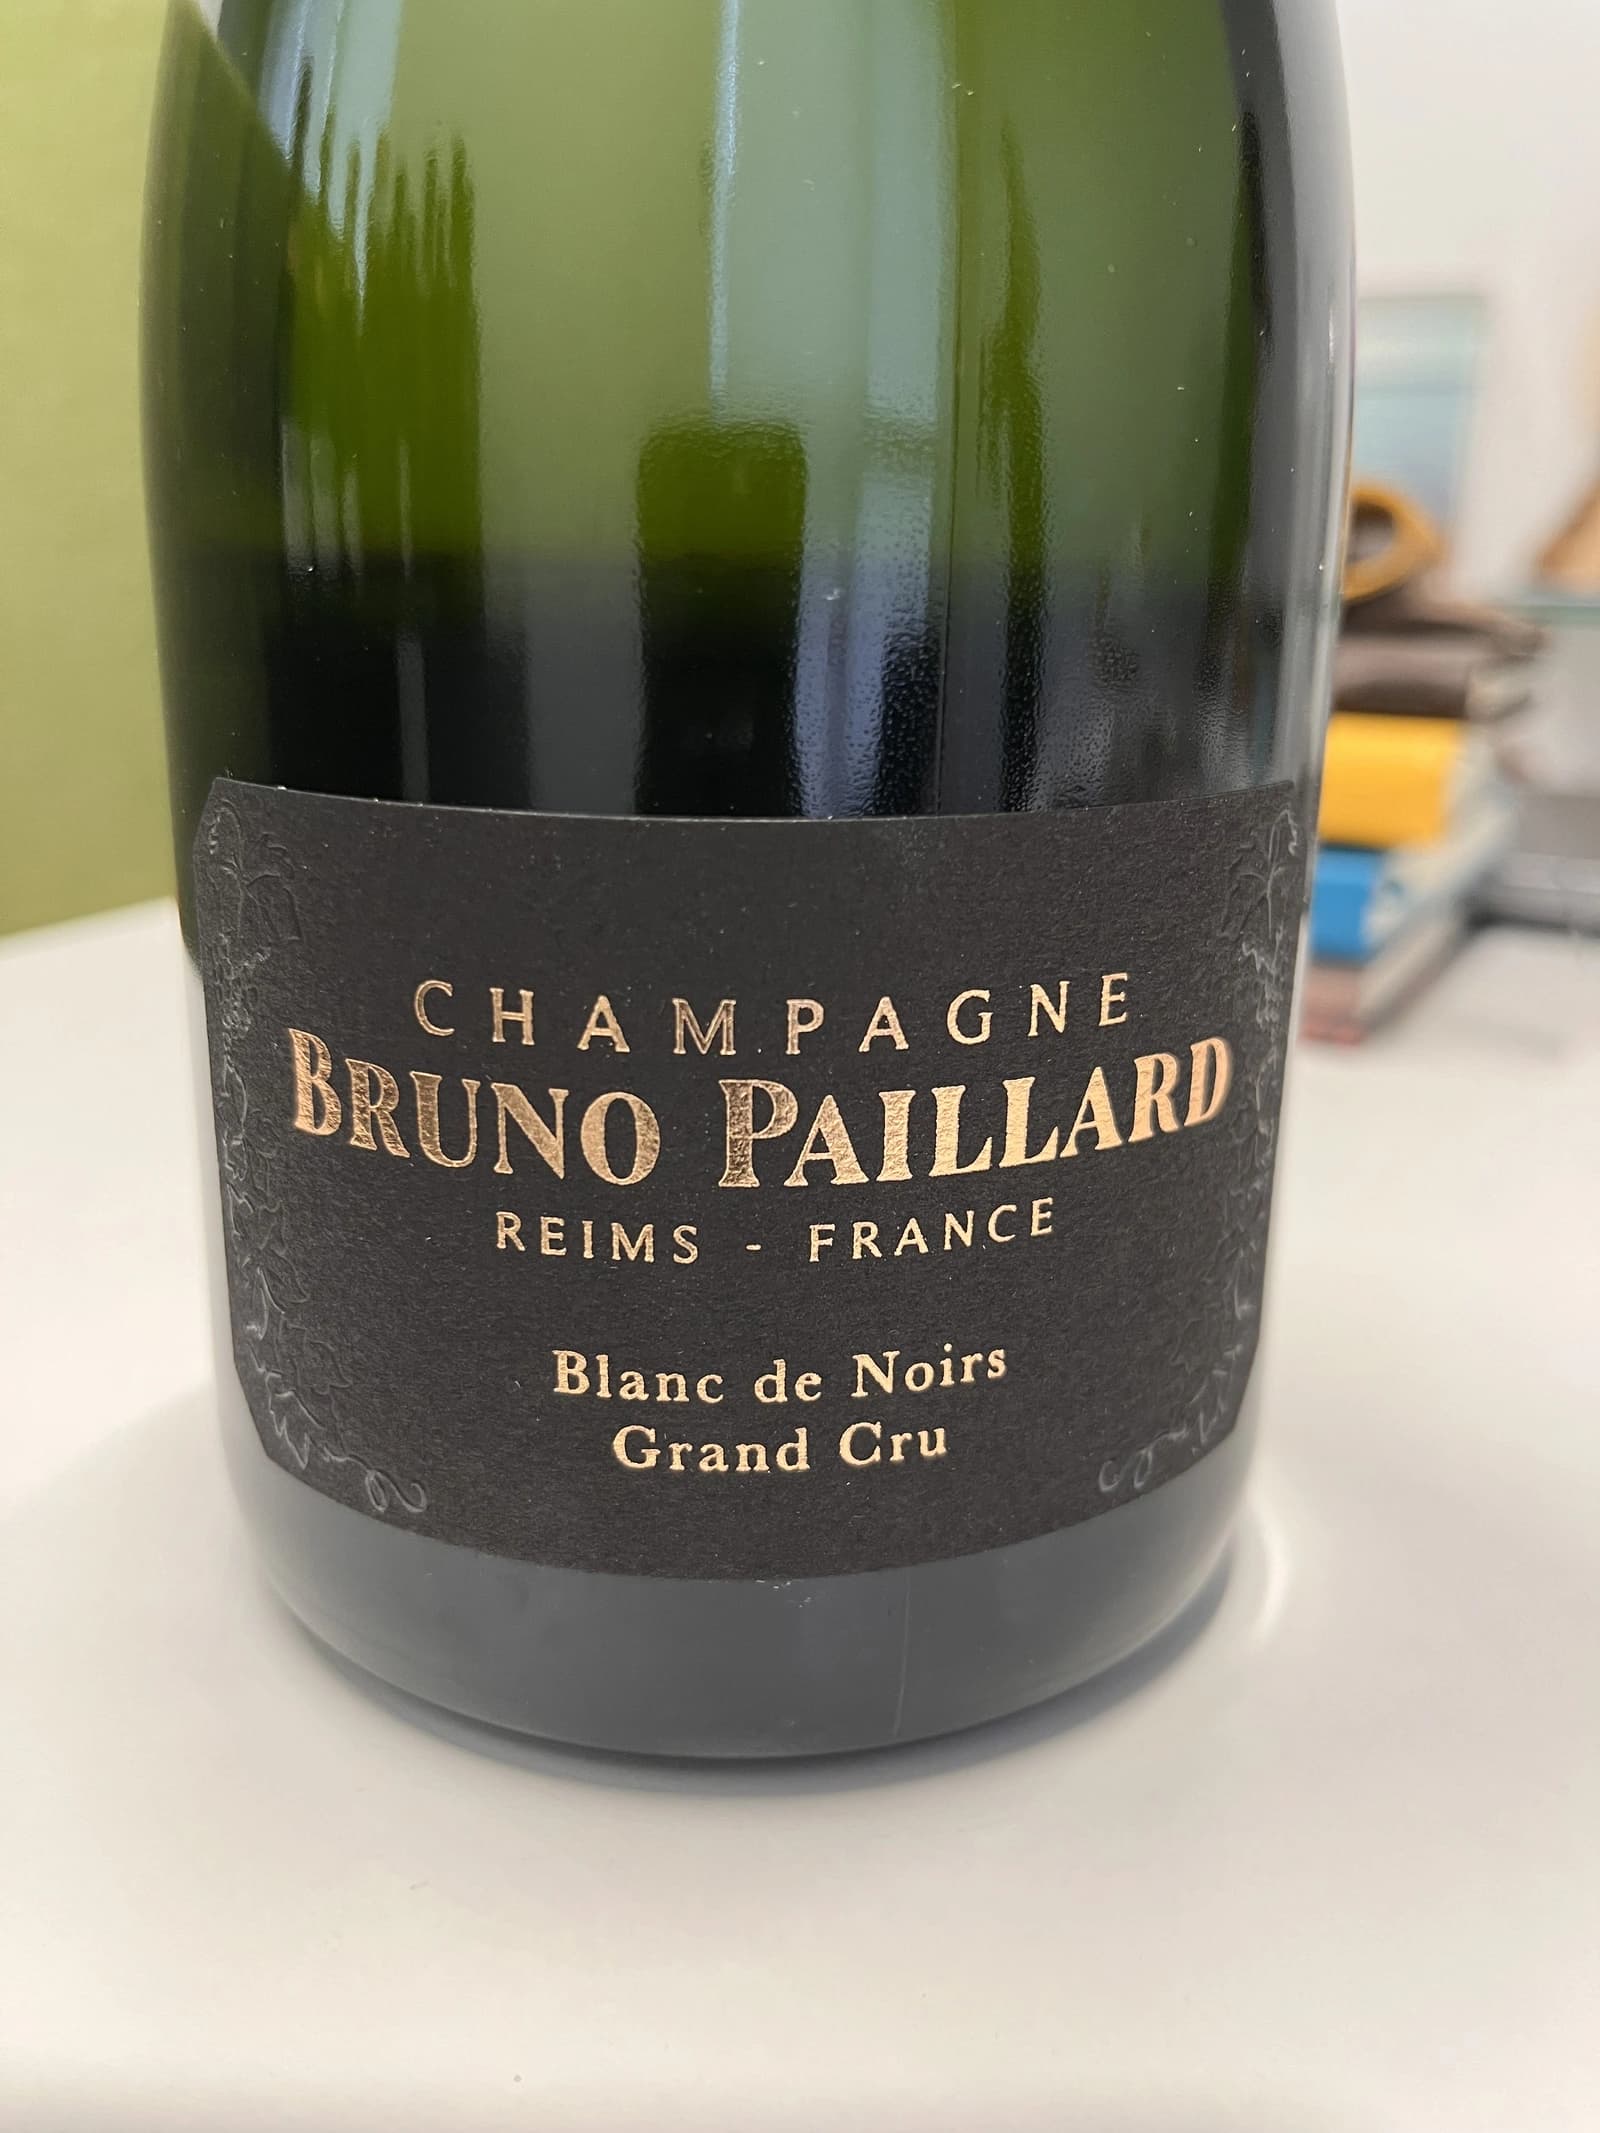 CHAMPAGNE
BRUNO PAILLARD
REIMS - FRANCE
Blanc de Noirs
Grand Cru